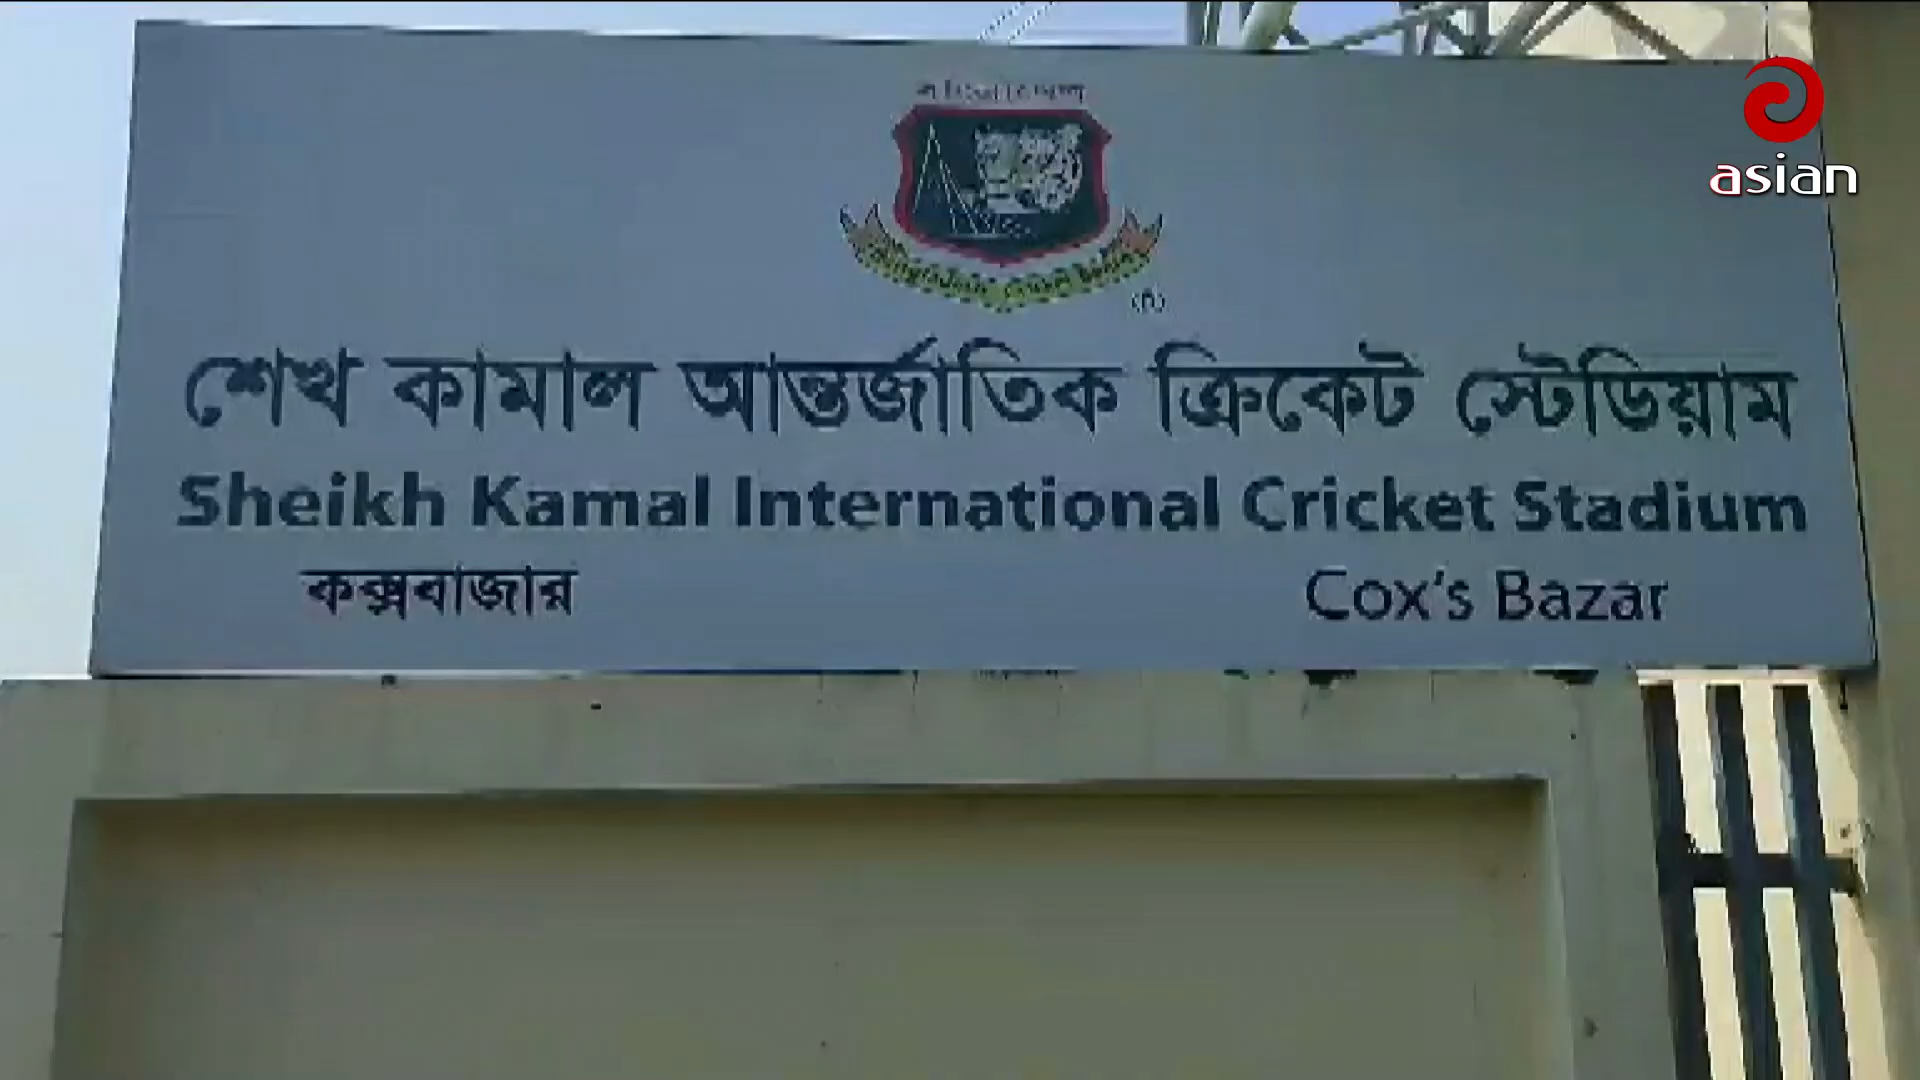 asian
শেখ কামাল আন্তর্জাতিক ক্রিকেট স্টেডিয়াম
Sheikh Kamal International Cricket Stadium
কক্সবাজার Cox's Bazar